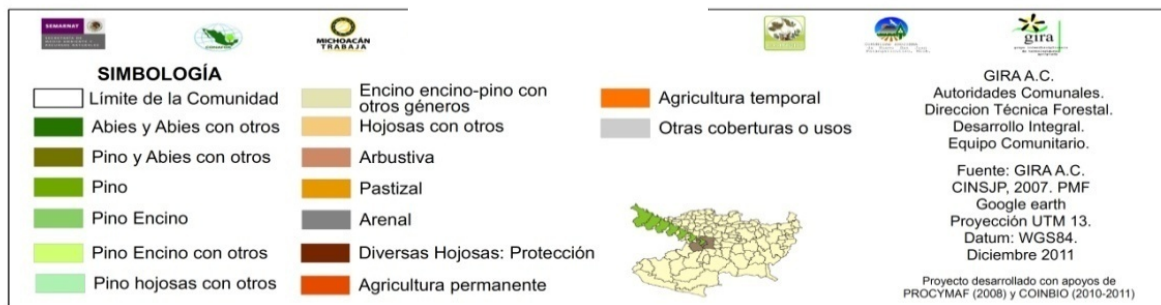 SEMARNAT
MICHOACÁN
TRABAJA
gira
SIMBOLOGÍA
Límite de la Comunidad
Abies y Abies con otros
Pino y Abies con otros
Pino
Pino Encino
Pino Encino con otros
Pino hojosas con otros
Encino encino-pino con
otros géneros
Hojosas con otros
Arbustiva
Pastizal
Arenal
Diversas Hojosas: Protección
Agricultura permanente
Agricultura temporal
Otras coberturas o usos
GIRA A.C.
Autoridades Comunales.
Direccion Técnica Forestal.
Desarrollo Integral.
Equipo Comunitario.
Fuente: GIRA A.C.
CINSJP, 2007. PMF
Google earth
Proyección UTM 13.
Datum: WGS84.
Diciembre 2011
Proyecto desarrollado con apoyos de
PROCYMAF (2008) y COINBIO (2010-2011)